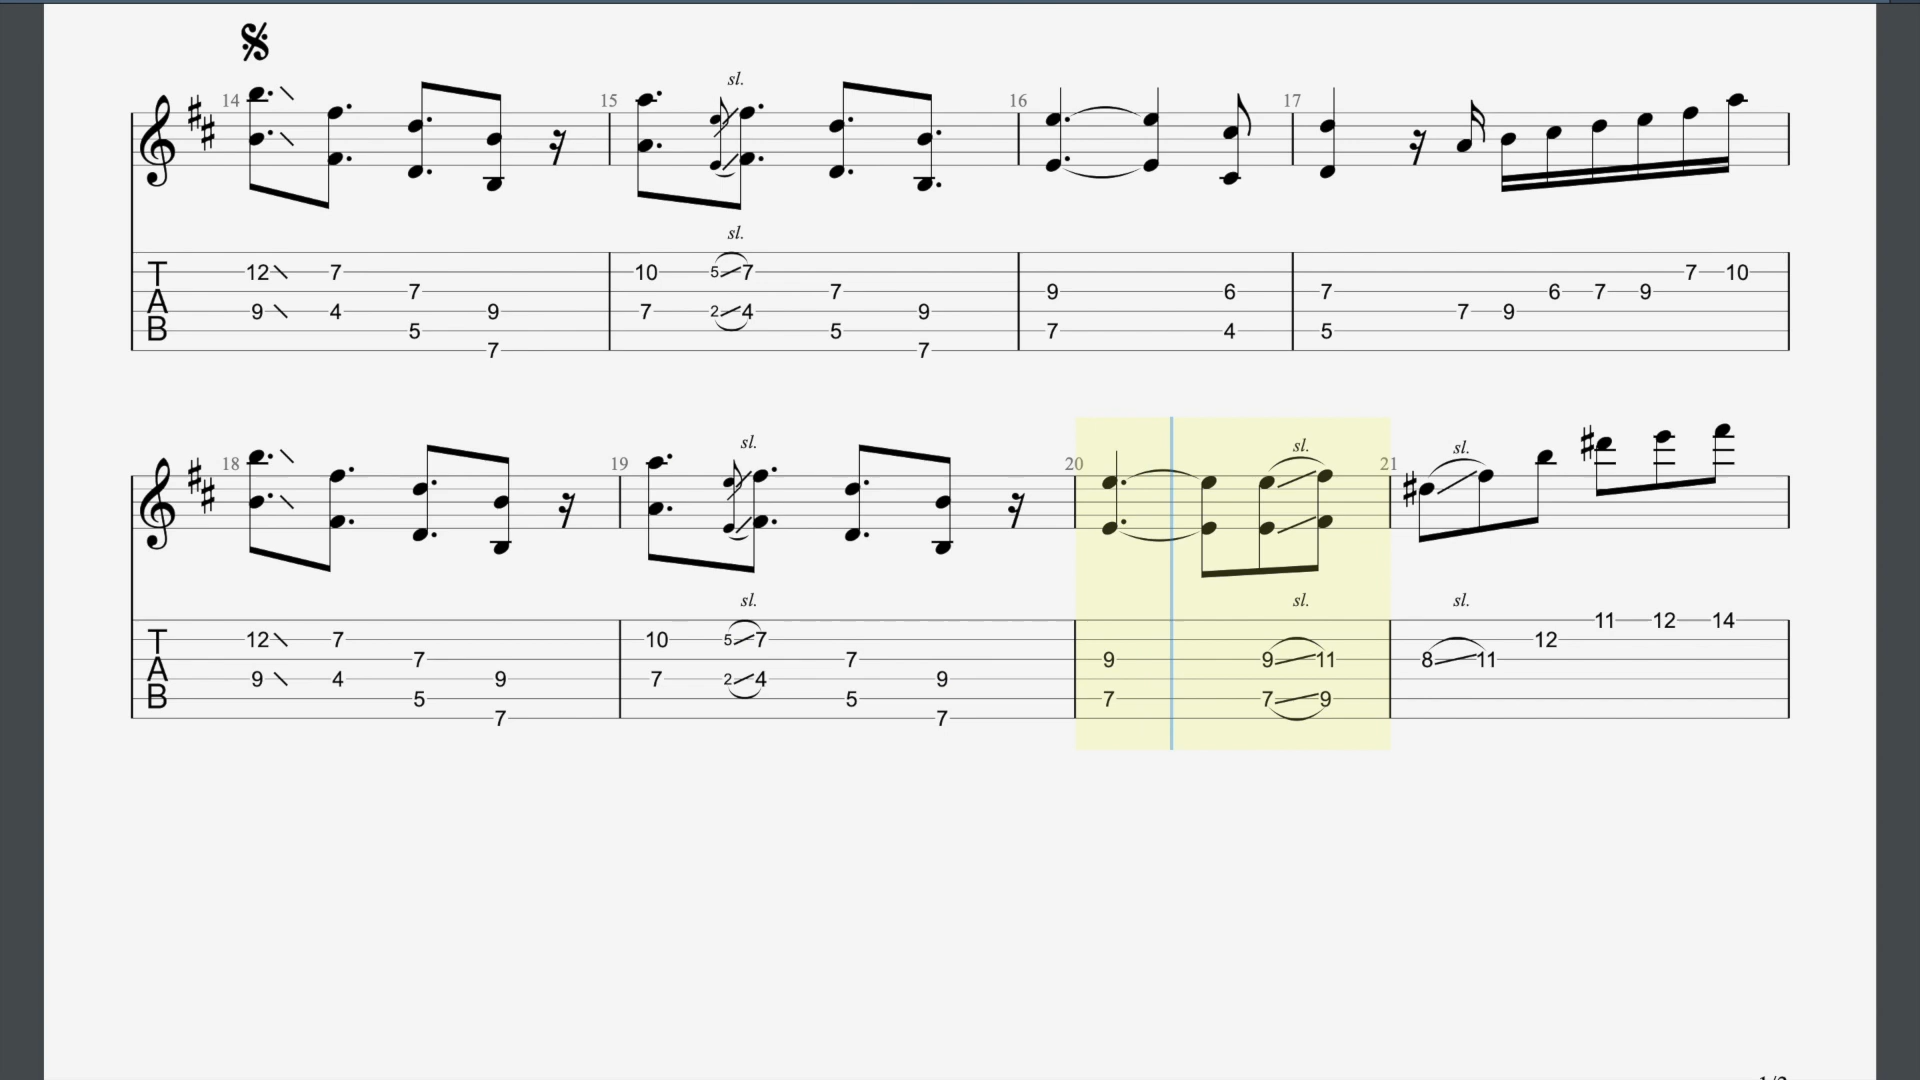 14 15 sl. 16 17
sl.
T A B
12 7 10 5 7 7 10
7 7 9 6 7 6 7 9
9 4 9 7 2 4 9 7 9
5 5 7 4 5
7 7
18 19 sl. 20 sl. 21 sl.
sl. sl. sl.
T A B
11 12 14
12 7 10 5 7 12
7 7 9 9 11 8 11
9 4 9 7 2 4 9
5 5 7 7 9
7 7